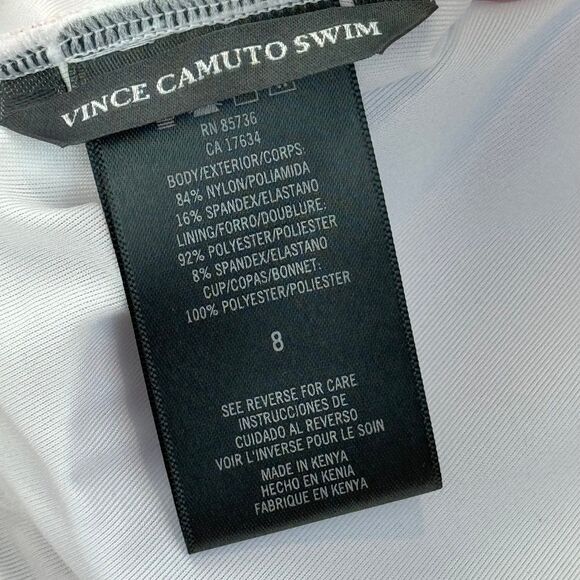 VINCE CAMUTO SWIM
RN 85736
CA 17634
BODY/EXTERIOR/CORPS:
84% NYLON/POLIAMIDA
16% SPANDEX/ELASTANO
LINING/FORRO/DOUBLURE:
92% POLYESTER/POLIESTER
8% SPANDEX/ELASTANO
CUP/COPAS/BONNET:
100% POLYESTER/POLIESTER
8
SEE REVERSE FOR CARE
INSTRUCCIONES DE
CUIDADO AL REVERSO
VOIR L'INVERSE POUR LE SOIN
MADE IN KENYA
HECHO EN KENIA
FABRIQUE EN KENYA